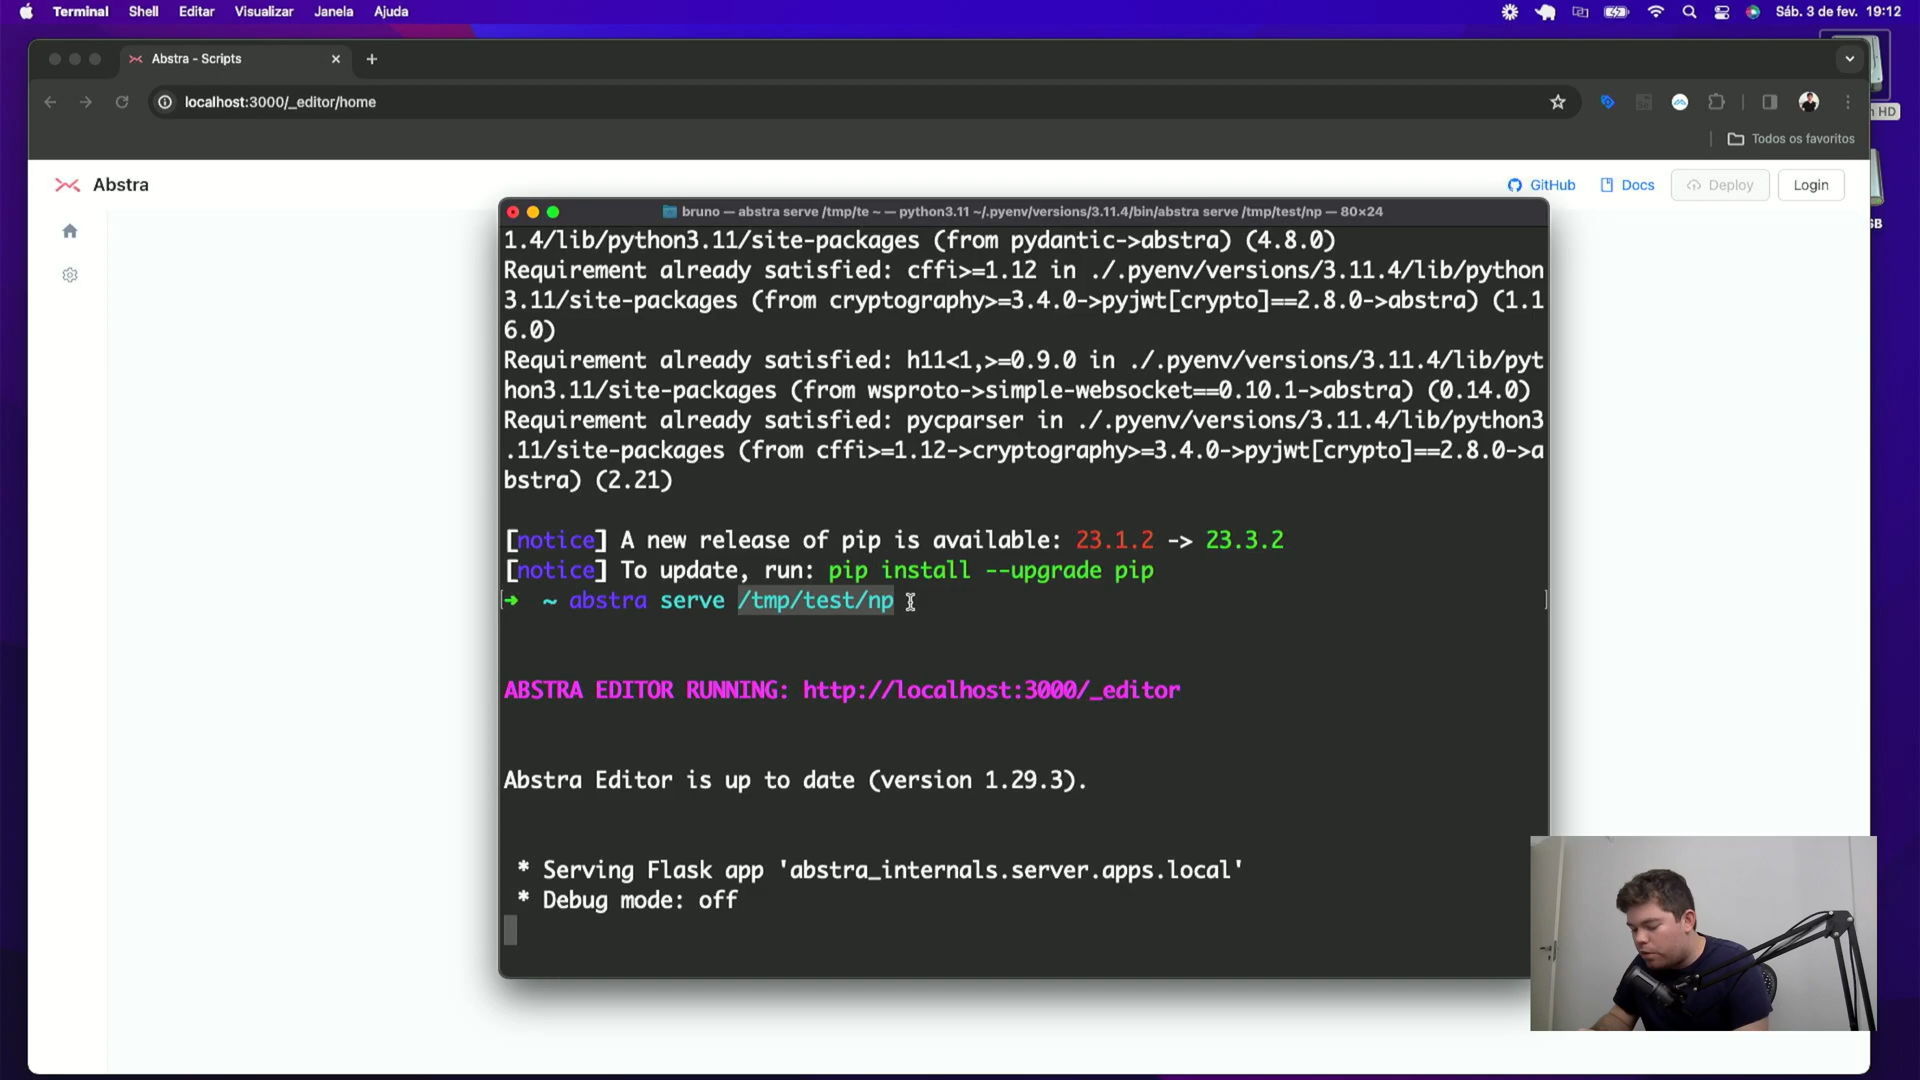 Terminal Shell Editar Visualizar Janela Ajuda Sáb. 3 de fev. 19:12
Abstra - Scripts
localhost:3000/_editor/home
HD
Todos os favoritos
Abstra GitHub Docs Deploy Login
bruno — abstra serve /tmp/te ~ — python3.11 ~/.pyenv/versions/3.11.4/bin/abstra serve /tmp/test/np — 80×24
1.4/lib/python3.11/site-packages (from pydantic->abstra) (4.8.0)
Requirement already satisfied: cffi>=1.12 in ./.pyenv/versions/3.11.4/lib/python
3.11/site-packages (from cryptography>=3.4.0->pyjwt[crypto]==2.8.0->abstra) (1.1
6.0)
Requirement already satisfied: h11<1,>=0.9.0 in ./.pyenv/versions/3.11.4/lib/pyt
hon3.11/site-packages (from wsproto->simple-websocket==0.10.1->abstra) (0.14.0)
Requirement already satisfied: pycparser in ./.pyenv/versions/3.11.4/lib/python3
.11/site-packages (from cffi>=1.12->cryptography>=3.4.0->pyjwt[crypto]==2.8.0->a
bstra) (2.21)
[notice] A new release of pip is available: 23.1.2 -> 23.3.2
[notice] To update, run: pip install --upgrade pip
➜ ~ abstra serve /tmp/test/np
ABSTRA EDITOR RUNNING: http://localhost:3000/_editor
Abstra Editor is up to date (version 1.29.3).
* Serving Flask app 'abstra_internals.server.apps.local'
* Debug mode: off